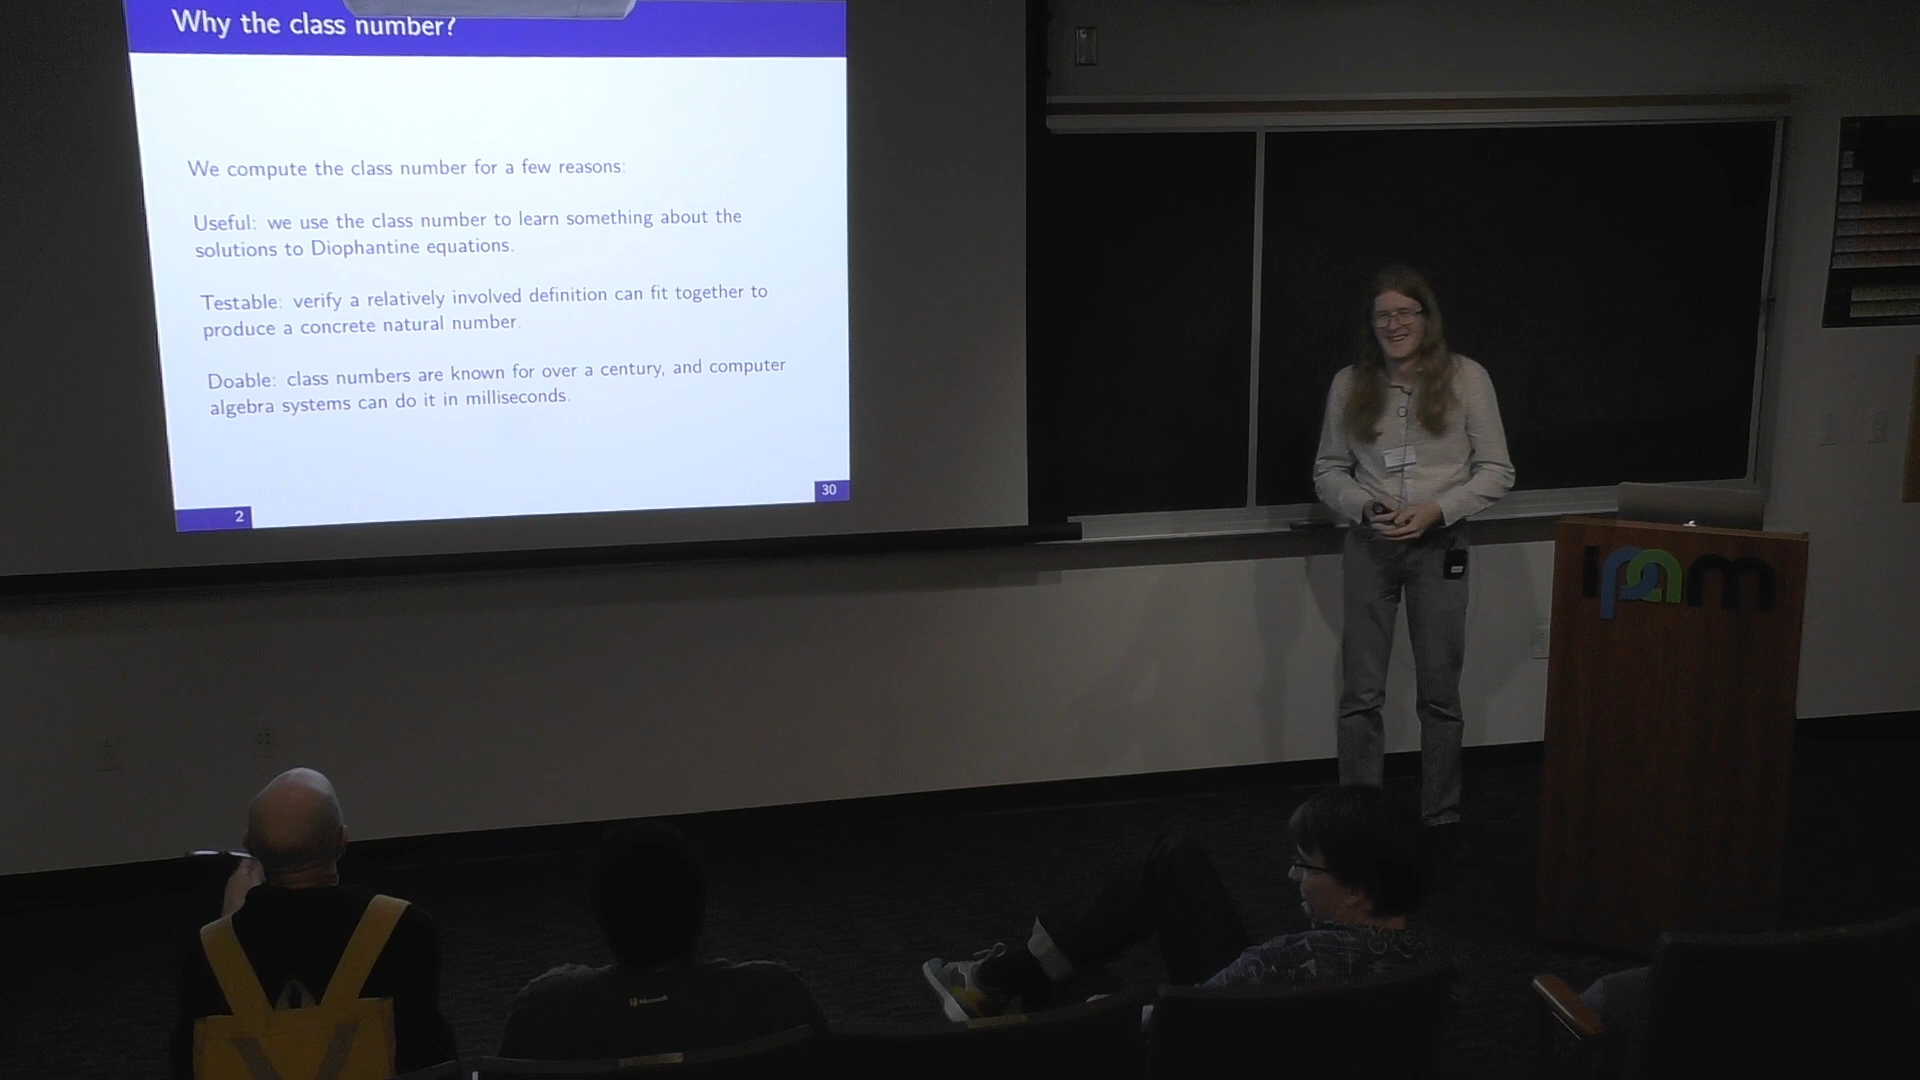 Why the class number?
We compute the class number for a few reasons:
Useful: we use the class number to learn something about the
solutions to Diophantine equations.
Testable: verify a relatively involved definition can fit together to
produce a concrete natural number.
Doable: class numbers are known for over a century, and computer
algebra systems can do it in milliseconds.
2
30
ipam
Microsoft